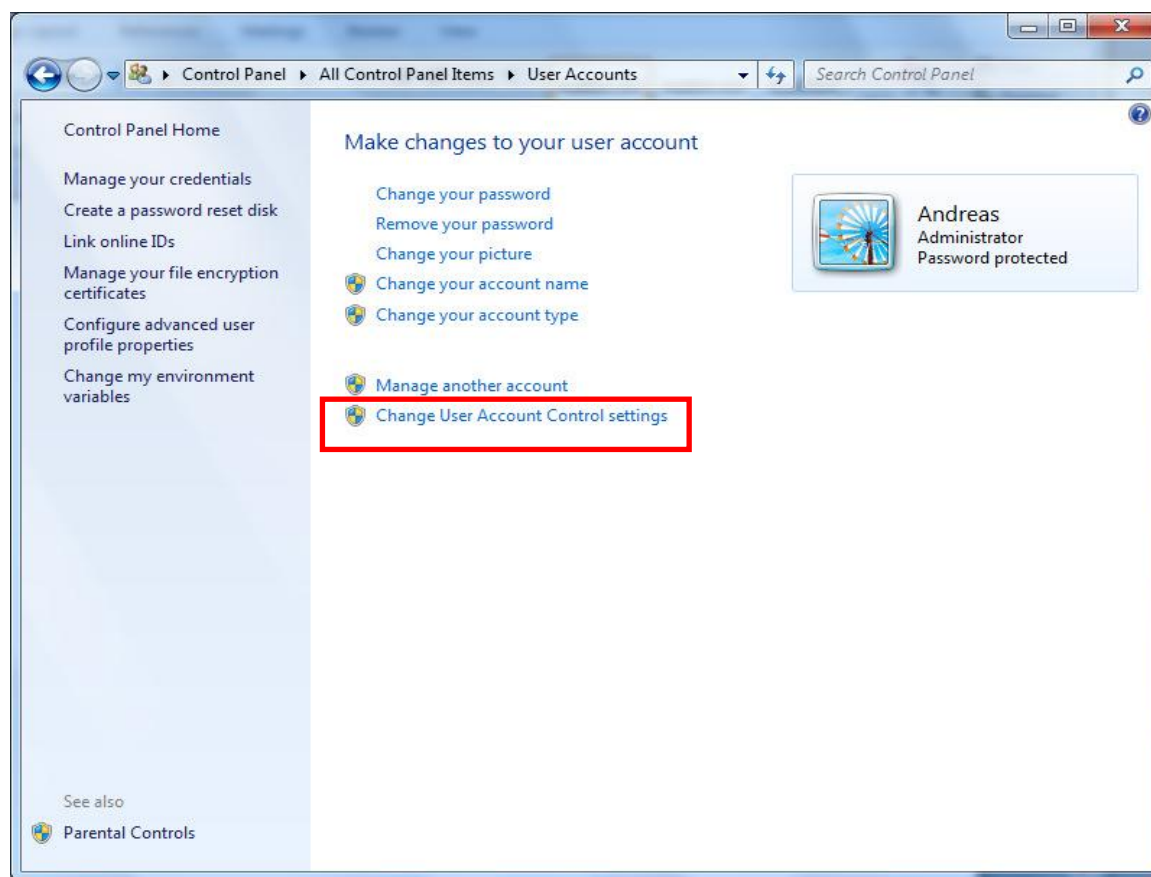 Control Panel ▸ All Control Panel Items ▸ User Accounts
Search Control Panel
Control Panel Home
Manage your credentials
Create a password reset disk
Link online IDs
Manage your file encryption
certificates
Configure advanced user
profile properties
Change my environment
variables
See also
Parental Controls
Make changes to your user account
Change your password
Remove your password
Change your picture
Change your account name
Change your account type
Manage another account
Change User Account Control settings
Andreas
Administrator
Password protected